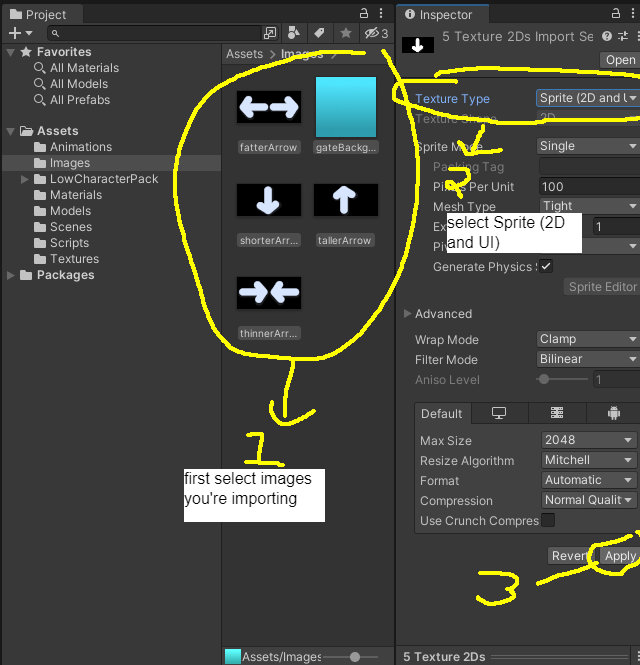 Project
3
Favorites
All Materials
All Models
All Prefabs
Assets
Animations
Images
LowCharacterPack
Materials
Models
Scenes
Scripts
Textures
Packages
Assets > Images >
fatterArrow
gateBackg...
shorterArr...
tallerArrow
thinnerArr...
1
first select images
you're importing
Assets/Images
Inspector
5 Texture 2Ds Import Se
Open
Texture Type Sprite (2D and U
Texture Shape 2D
Sprite Mode Single
2
Packing Tag
Pixels Per Unit 100
Mesh Type Tight
select Sprite (2D
and UI)
Ex 1
Piv
Generate Physics S
Sprite Editor
Advanced
Wrap Mode Clamp
Filter Mode Bilinear
Aniso Level 1
Default
Max Size 2048
Resize Algorithm Mitchell
Format Automatic
Compression Normal Qualit
Use Crunch Compres
Revert Apply
3
5 Texture 2Ds